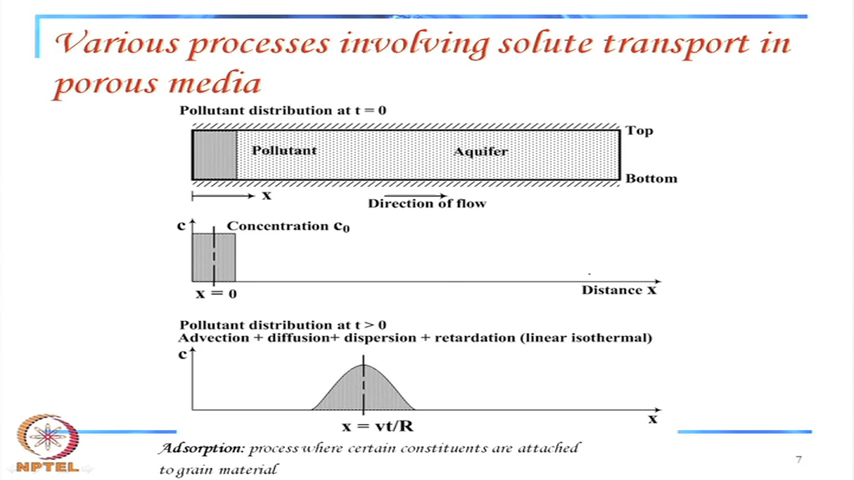 Various processes involving solute transport in
porous media
Pollutant distribution at t = 0
Top
Pollutant Aquifer
Bottom
x
Direction of flow
c Concentration c₀
x = 0
Distance x
Pollutant distribution at t > 0
Advection + diffusion+ dispersion + retardation (linear isothermal)
c
x = vt/R
x
Adsorption: process where certain constituents are attached
to grain material
NPTEL
7